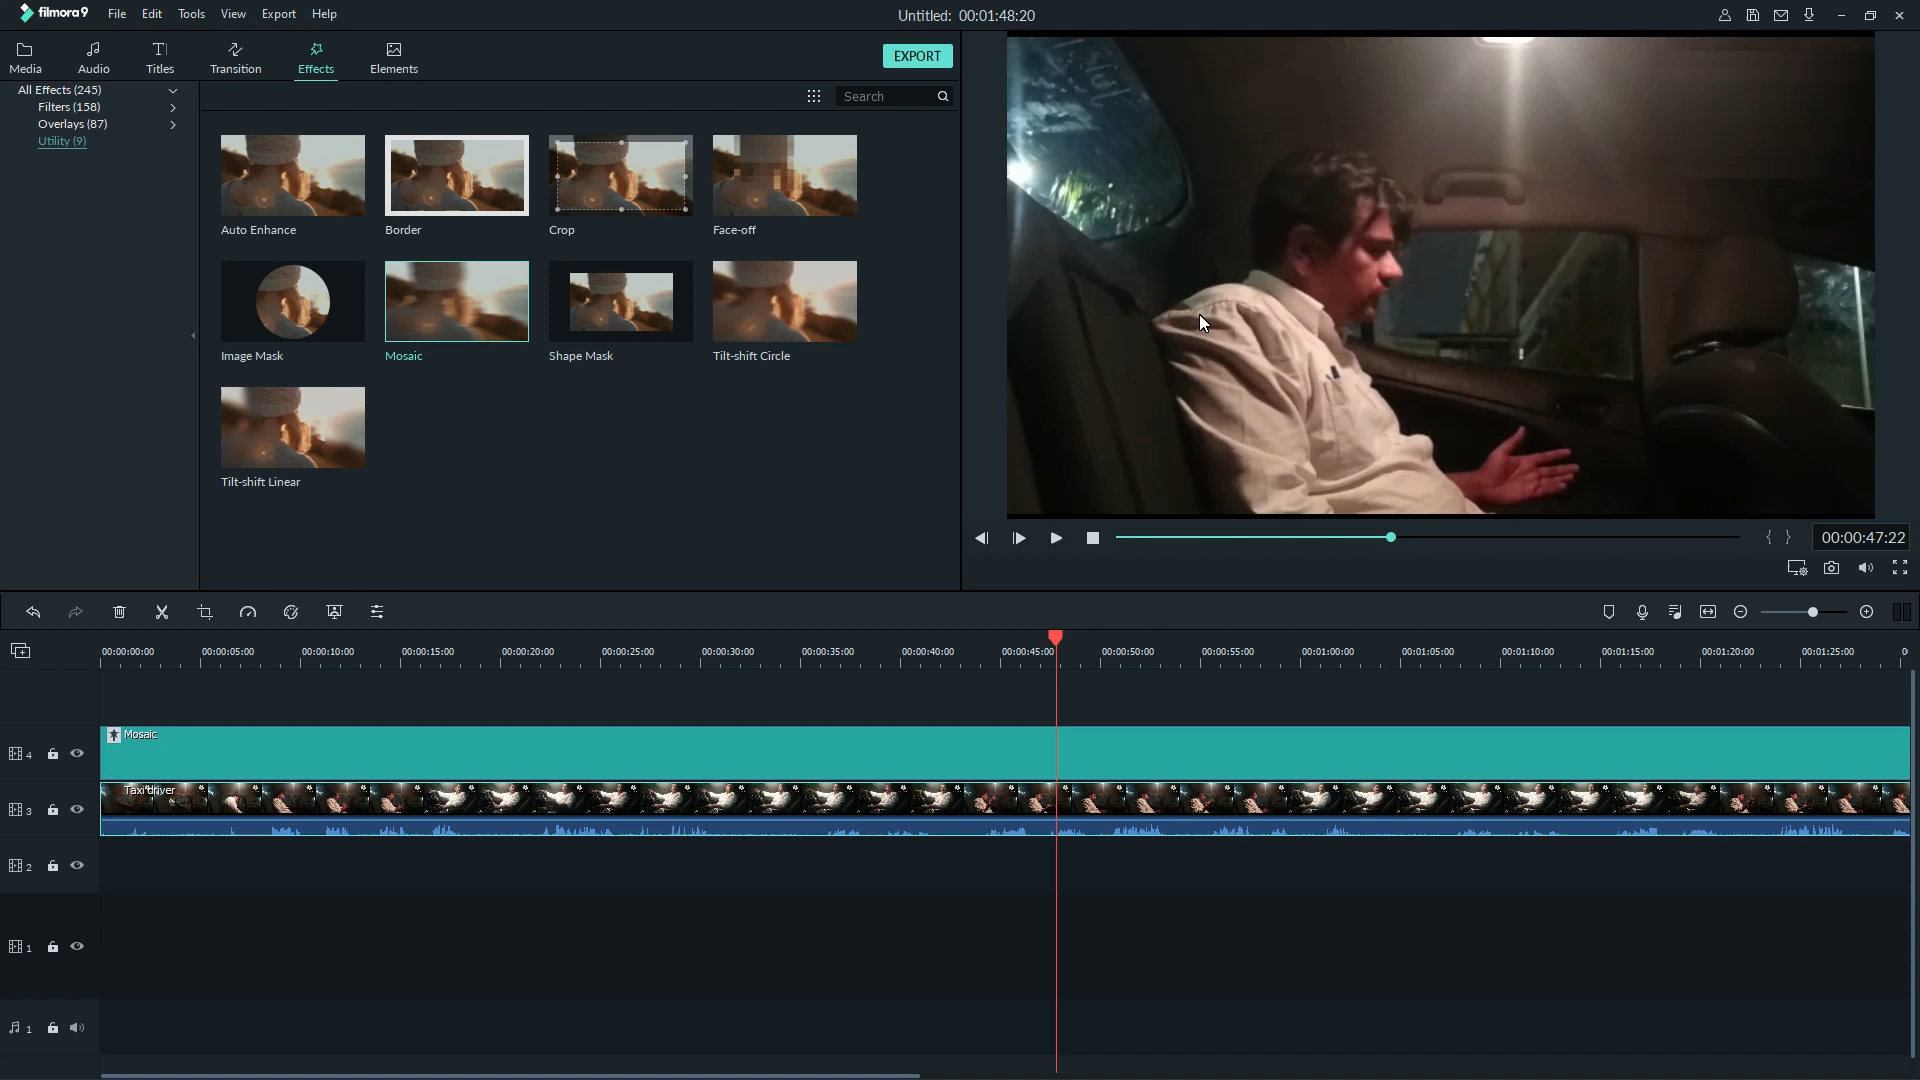 filmora9 File Edit Tools View Export Help Untitled: 00:01:48:20
Media Audio Titles Transition Effects Elements EXPORT
All Effects (245)
Filters (158)
Overlays (87)
Utility (9)
Search
Auto Enhance Border Crop Face-off
Image Mask Mosaic Shape Mask Tilt-shift Circle
Tilt-shift Linear
{ } 00:00:47:22
00:00:00:00 00:00:05:00 00:00:10:00 00:00:15:00 00:00:20:00 00:00:25:00 00:00:30:00 00:00:35:00 00:00:40:00 00:00:45:00 00:00:50:00 00:00:55:00 00:01:00:00 00:01:05:00 00:01:10:00 00:01:15:00 00:01:20:00 00:01:25:00
Mosaic
4
Taxi driver
3
2
1
1